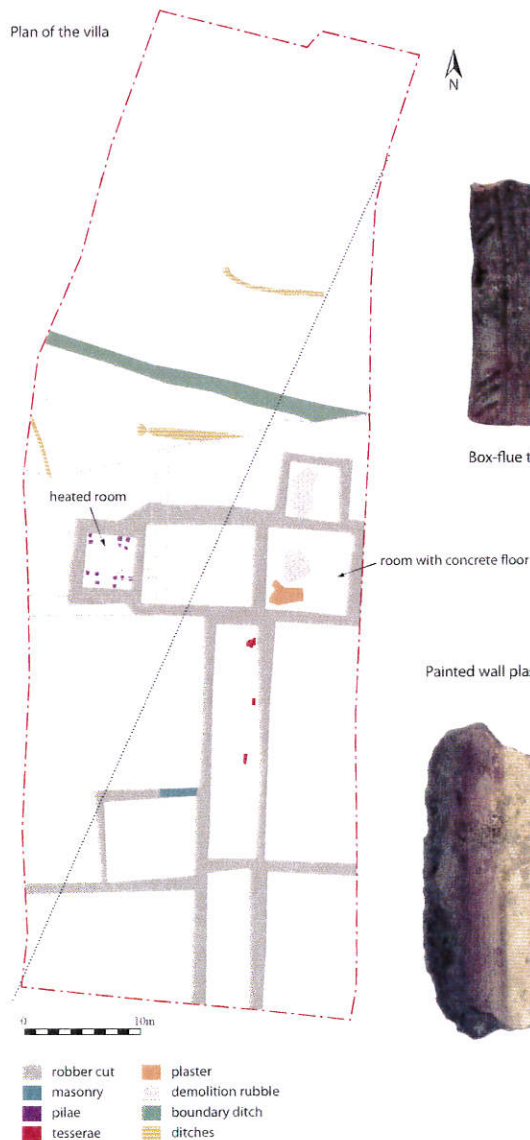 Plan of the villa
N
Box-flue t
heated room
room with concrete floor
Painted wall plas
0 10m
robber cut
masonry
pilae
tesserae
plaster
demolition rubble
boundary ditch
ditches